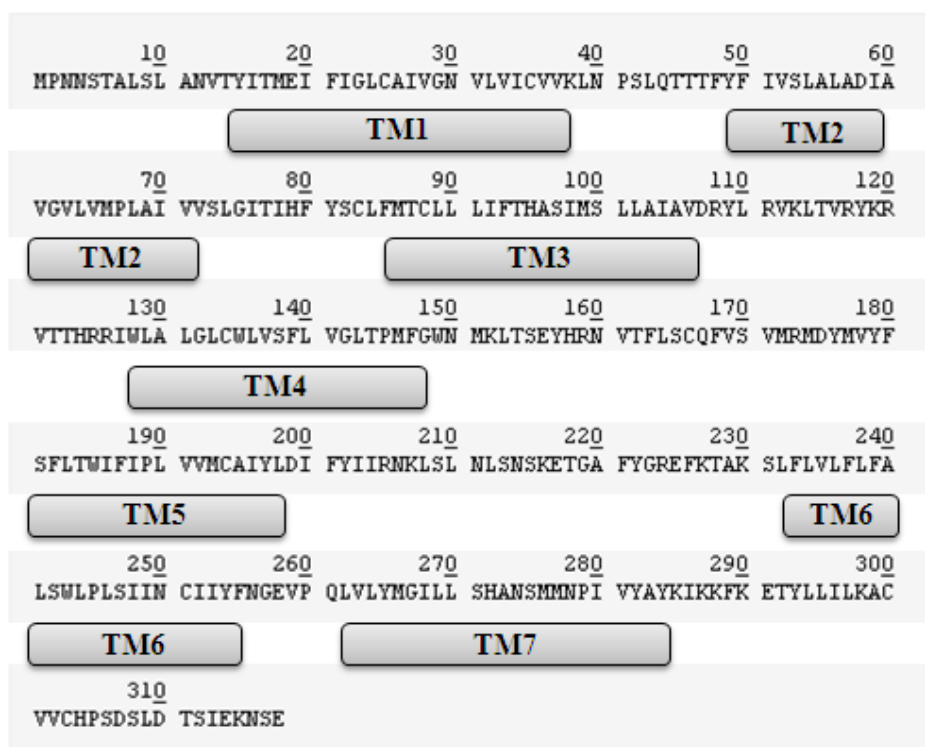 10 20 30 40 50 60
MPNNSTALSL ANVTYITMEI FIGLCAIVGN VLVICVVKLN PSLQTTTFYF IVSLALADIA
TM1 TM2
70 80 90 100 110 120
VGVLVMPLAI VVSLGITIHF YSCLFMTCLL LIFTHASIMS LLAIAVDRYL RVKLTVRYKR
TM2 TM3
130 140 150 160 170 180
VTTHRRIWLA LGLCWLVSFL VGLTPMFGWN MKLTSEYHRN VTFLSCQFVS VMRMDYMVYF
TM4
190 200 210 220 230 240
SFLTWIFIPL VVMCAIYLDI FYIIRNKLSL NLSNSKETGA FYGREFKTAK SLFLVLFLFA
TM5 TM6
250 260 270 280 290 300
LSWLPLSIIN CIIYFNGEVP QLVLYMGILL SHANSMMNPI VYAYKIKKFK ETYLLILKAC
TM6 TM7
310
VVCHPSDSLD TSIEKNSE